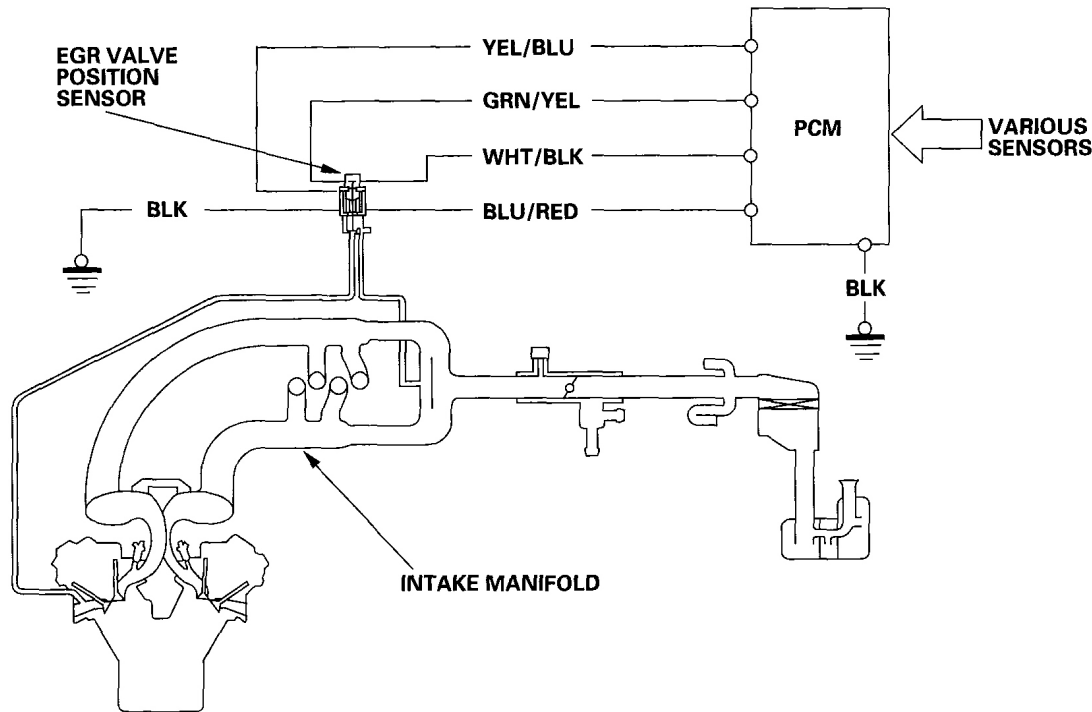 EGR VALVE
POSITION
SENSOR
YEL/BLU
GRN/YEL
WHT/BLK
BLU/RED
BLK
PCM
VARIOUS
SENSORS
BLK
INTAKE MANIFOLD